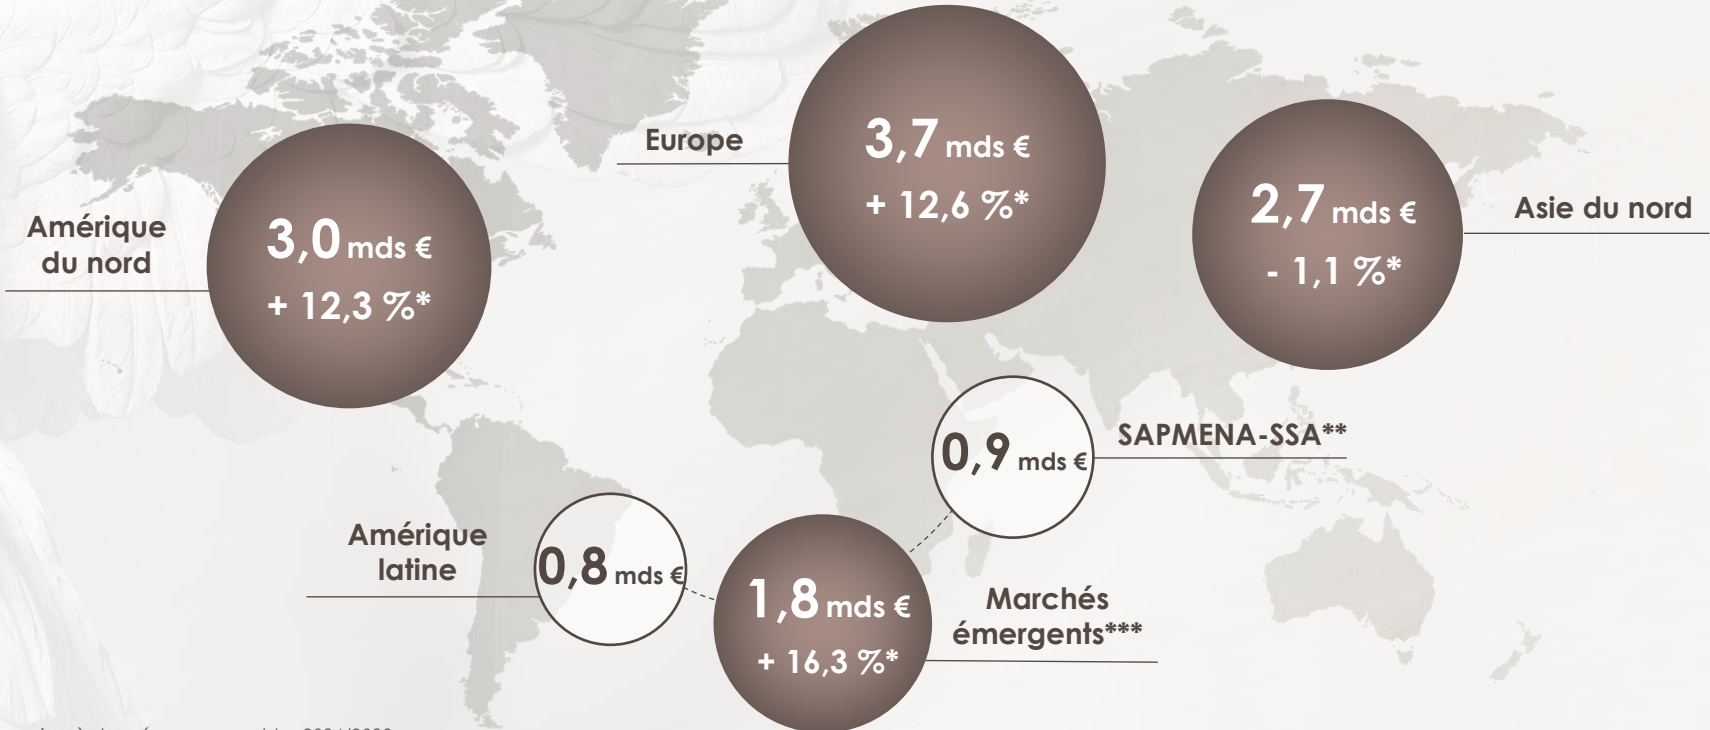 Europe
3,7 mds €
+ 12,6 %*
Amérique
du nord
3,0 mds €
+ 12,3 %*
2,7 mds €
- 1,1 %*
Asie du nord
0,9 mds €
SAPMENA-SSA**
Amérique
latine
0,8 mds €
1,8 mds €
+ 16,3 %*
Marchés
émergents***